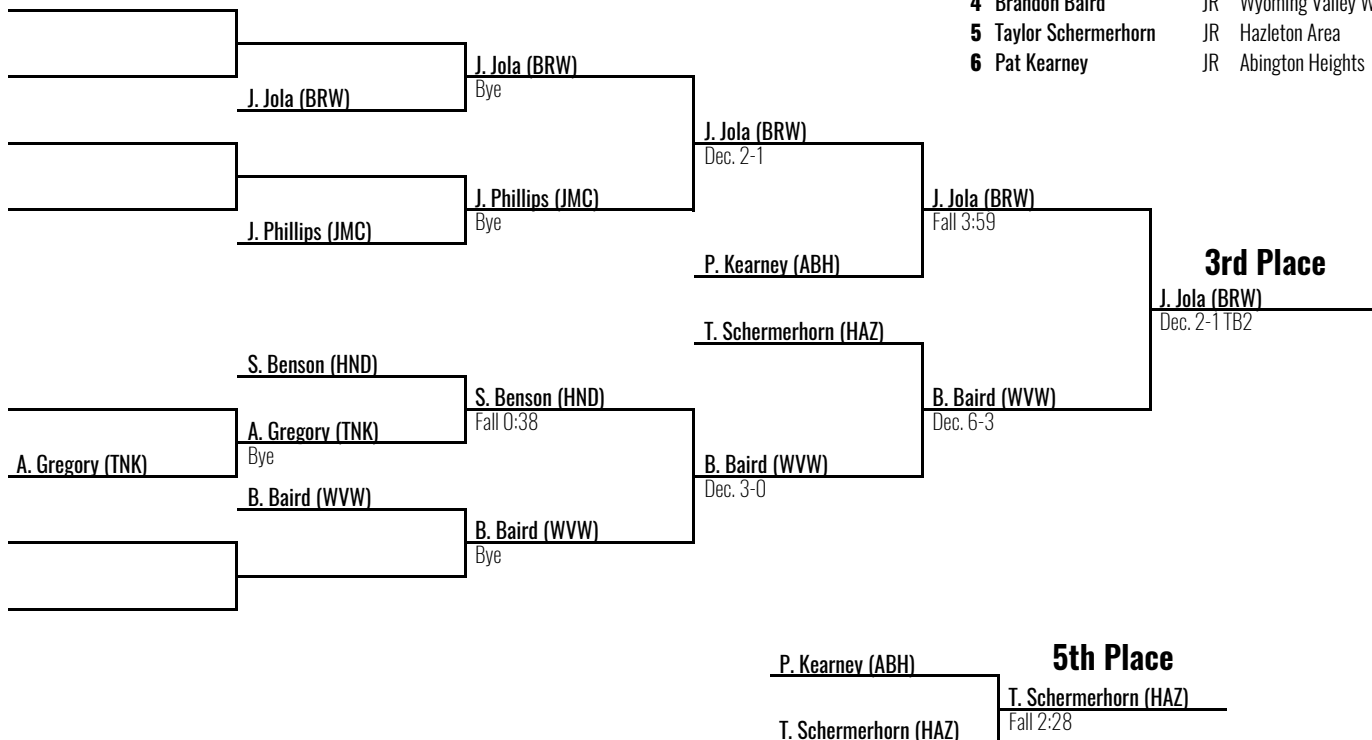 4 Brandon Baird JR Wyoming Valley
5 Taylor Schermerhorn JR Hazleton Area
6 Pat Kearney JR Abington Heights
J. Jola (BRW)
Bye
J. Jola (BRW)
J. Jola (BRW)
Dec. 2-1
J. Phillips (JMC)
Bye
J. Phillips (JMC)
J. Jola (BRW)
Fall 3:59
P. Kearney (ABH)
3rd Place
J. Jola (BRW)
Dec. 2-1 TB2
T. Schermerhorn (HAZ)
S. Benson (HND)
S. Benson (HND)
Fall 0:38
B. Baird (WVW)
Dec. 6-3
A. Gregory (TNK)
Bye
A. Gregory (TNK)
B. Baird (WVW)
Dec. 3-0
B. Baird (WVW)
B. Baird (WVW)
Bye
P. Kearney (ABH)
5th Place
T. Schermerhorn (HAZ)
Fall 2:28
T. Schermerhorn (HAZ)